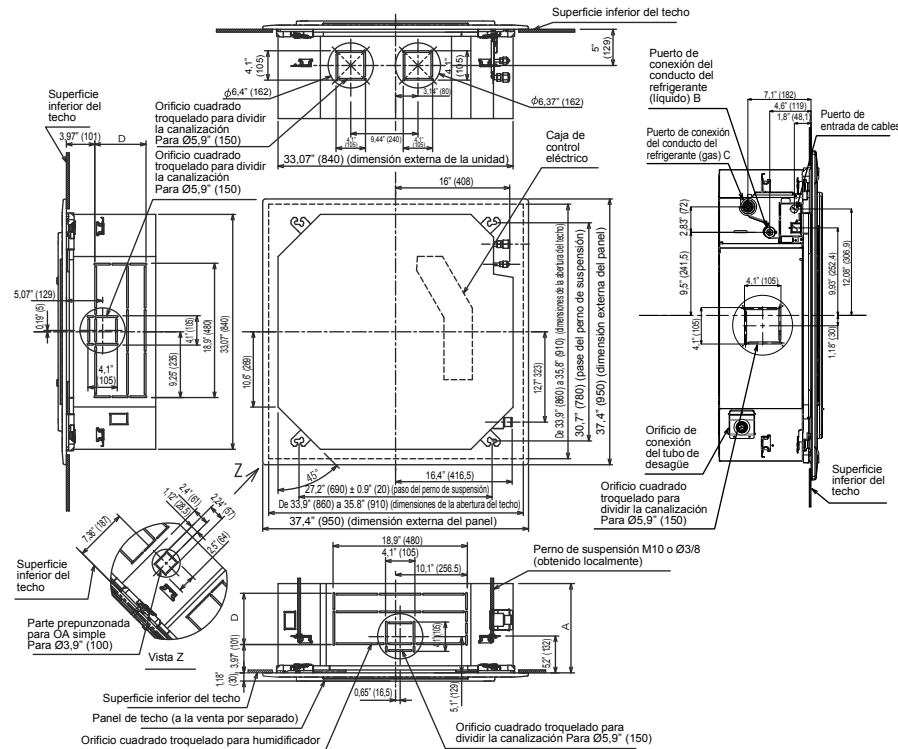 Superficie inferior del techo
5"
(129)
4,1"
(105)
4,1"
(105)
ϕ6,4" (162)
3,14" (80)
ϕ6,37" (162)
Superficie
inferior del
techo
Orificio cuadrado
troquelado para dividir
la canalización
Para Ø5,9" (150)
4,1"
(105)
9,44" (240)
4,1"
(105)
33,07" (840) (dimensión externa de la unidad)
Caja de
control
eléctrico
3,97" (101)
D
Orificio cuadrado
troquelado para dividir
la canalización
Para Ø5,9" (150)
16" (408)
Puerto de
conexión del
conducto del
refrigerante
(líquido) B
7,1" (182)
4,6" (119)
1,8" (48,1)
Puerto de
entrada de cables
Puerto de conexión
del conducto del
refrigerante (gas) C
5,07" (129)
0,19" (5)
4,1"
(105)
4,1" (105)
9,25" (235)
18,9" (480)
33,07" (840)
10,6" (269)
12,7" 323)
De 33,9" (860) a 35,8" (910) (dimensiones de la abertura del techo)
30,7" (780) (pase del perno de suspensión)
37,4" (950) (dimensión externa del panel)
2,83" (72)
9,5" (241,5)
4,1"
(105)
4,1"
(105)
9,93" (252,4)
12,08" (306,9)
1,18" (30)
Z
45°
16,4" (416,5)
27,2" (690) ± 0.9" (20) (paso del perno de suspensión)
De 33,9" (860) a 35.8" (910) (dimensiones de la abertura del techo)
37,4" (950) (dimensión externa del panel)
Orificio de
conexión
del tubo de
desagüe
Orificio cuadrado
troquelado para
dividir la canalización
Para Ø5,9" (150)
Superficie
inferior del
techo
2,4" (61)
1,12" (28,5)
2,24" (57)
2,5" (64)
7,36" (187)
Superficie
inferior del
techo
Parte prepunzonada
para OA simple
Para Ø3,9" (100)
Vista Z
18,9" (480)
4,1" (105)
10,1" (256.5)
Perno de suspensión M10 o Ø3/8
(obtenido localmente)
D
3,97" (101)
1,18"
(30)
4,1" (105)
A
5,2" (132)
5,1" (129)
0,65" (16,5)
Superficie inferior del techo
Panel de techo (a la venta por separado)
Orificio cuadrado troquelado para humidificador
Orificio cuadrado troquelado para
dividir la canalización Para Ø5,9" (150)